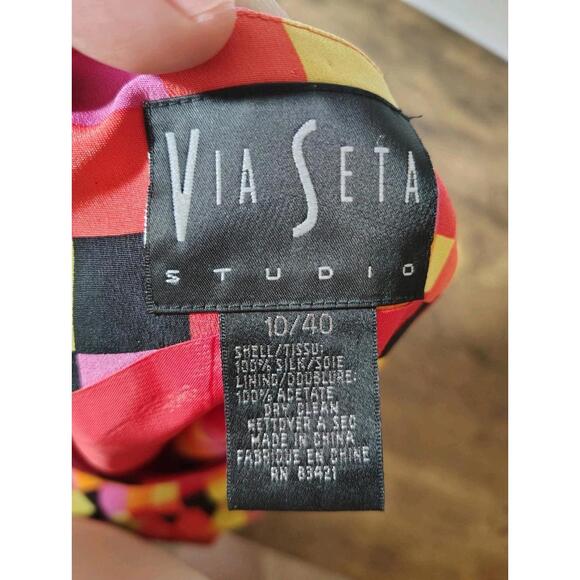 VIA SETA
STUDIO
10/40
SHELL/TISSU:
100% SILK/SOIE
LINING/DOUBLURE:
100% ACETATE
DRY CLEAN
NETTOYER A SEC
MADE IN CHINA
FABRIQUE EN CHINE
RN 83421